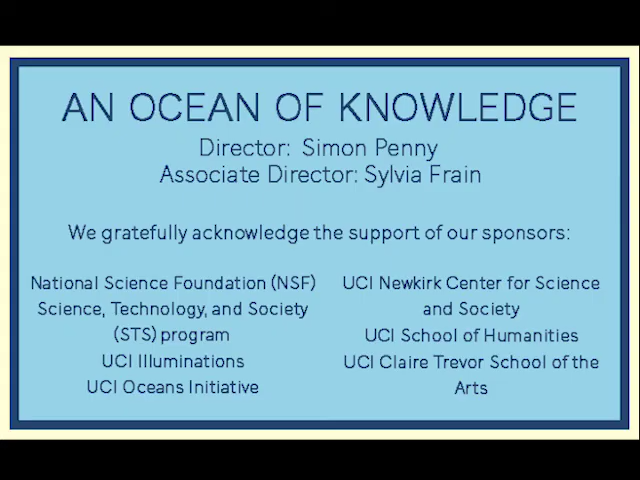 AN OCEAN OF KNOWLEDGE
Director: Simon Penny
Associate Director: Sylvia Frain
We gratefully acknowledge the support of our sponsors:
National Science Foundation (NSF)
Science, Technology, and Society
(STS) program
UCI Illuminations
UCI Oceans Initiative
UCI Newkirk Center for Science
and Society
UCI School of Humanities
UCI Claire Trevor School of the
Arts